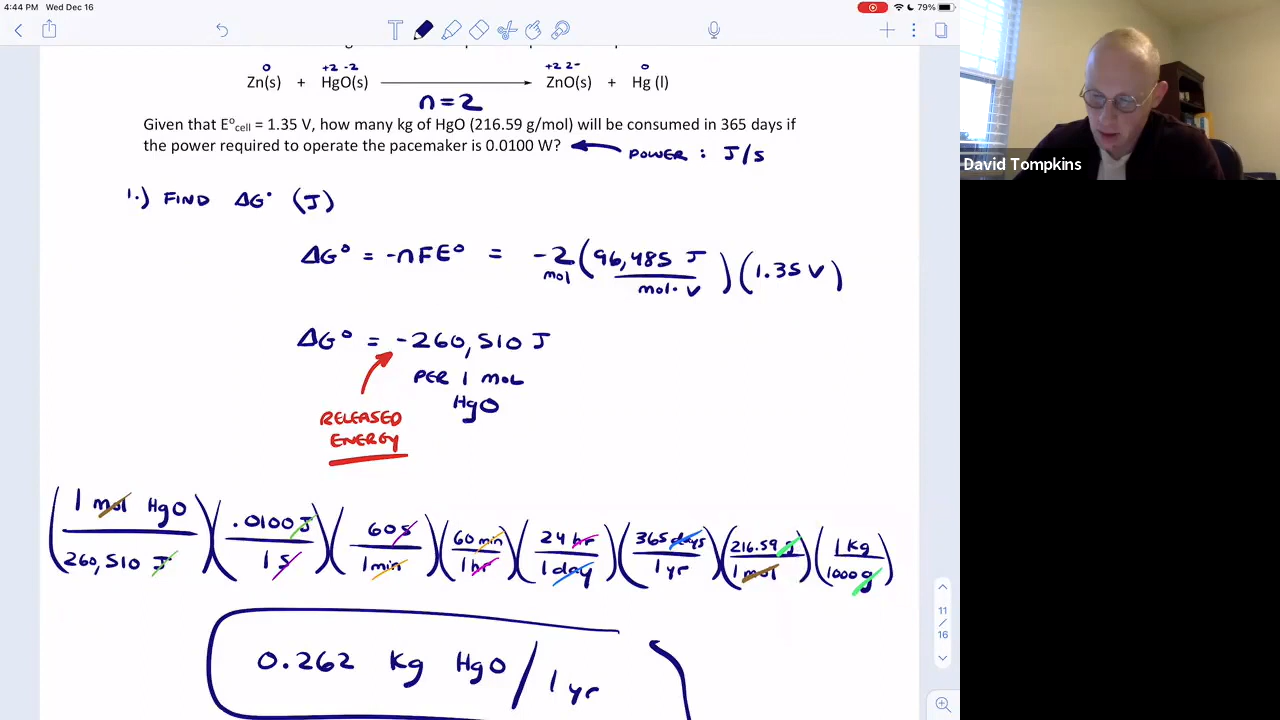 4:44 PM Wed Dec 16
79%
0 +2 -2 +2 2- 0
Zn(s) + HgO(s) ZnO(s) + Hg (l)
n=2
Given that E°cell = 1.35 V, how many kg of HgO (216.59 g/mol) will be consumed in 365 days if
the power required to operate the pacemaker is 0.0100 W?
POWER : J/s
1.) FIND ΔG° (J)
ΔG° = -nFE° = -2 mol (96,485 J / mol·V) (1.35 V)
ΔG° = -260,510 J
PER 1 MOL
HgO
RELEASED
ENERGY
(1 mol HgO / 260,510 J) (.0100 J / 1 s) (60 s / 1 min) (60 min / 1 hr) (24 hr / 1 day) (365 days / 1 yr) (216.59 g / 1 mol) (1 kg / 1000 g)
0.262 kg HgO / 1 yr
11
/
16
David Tompkins